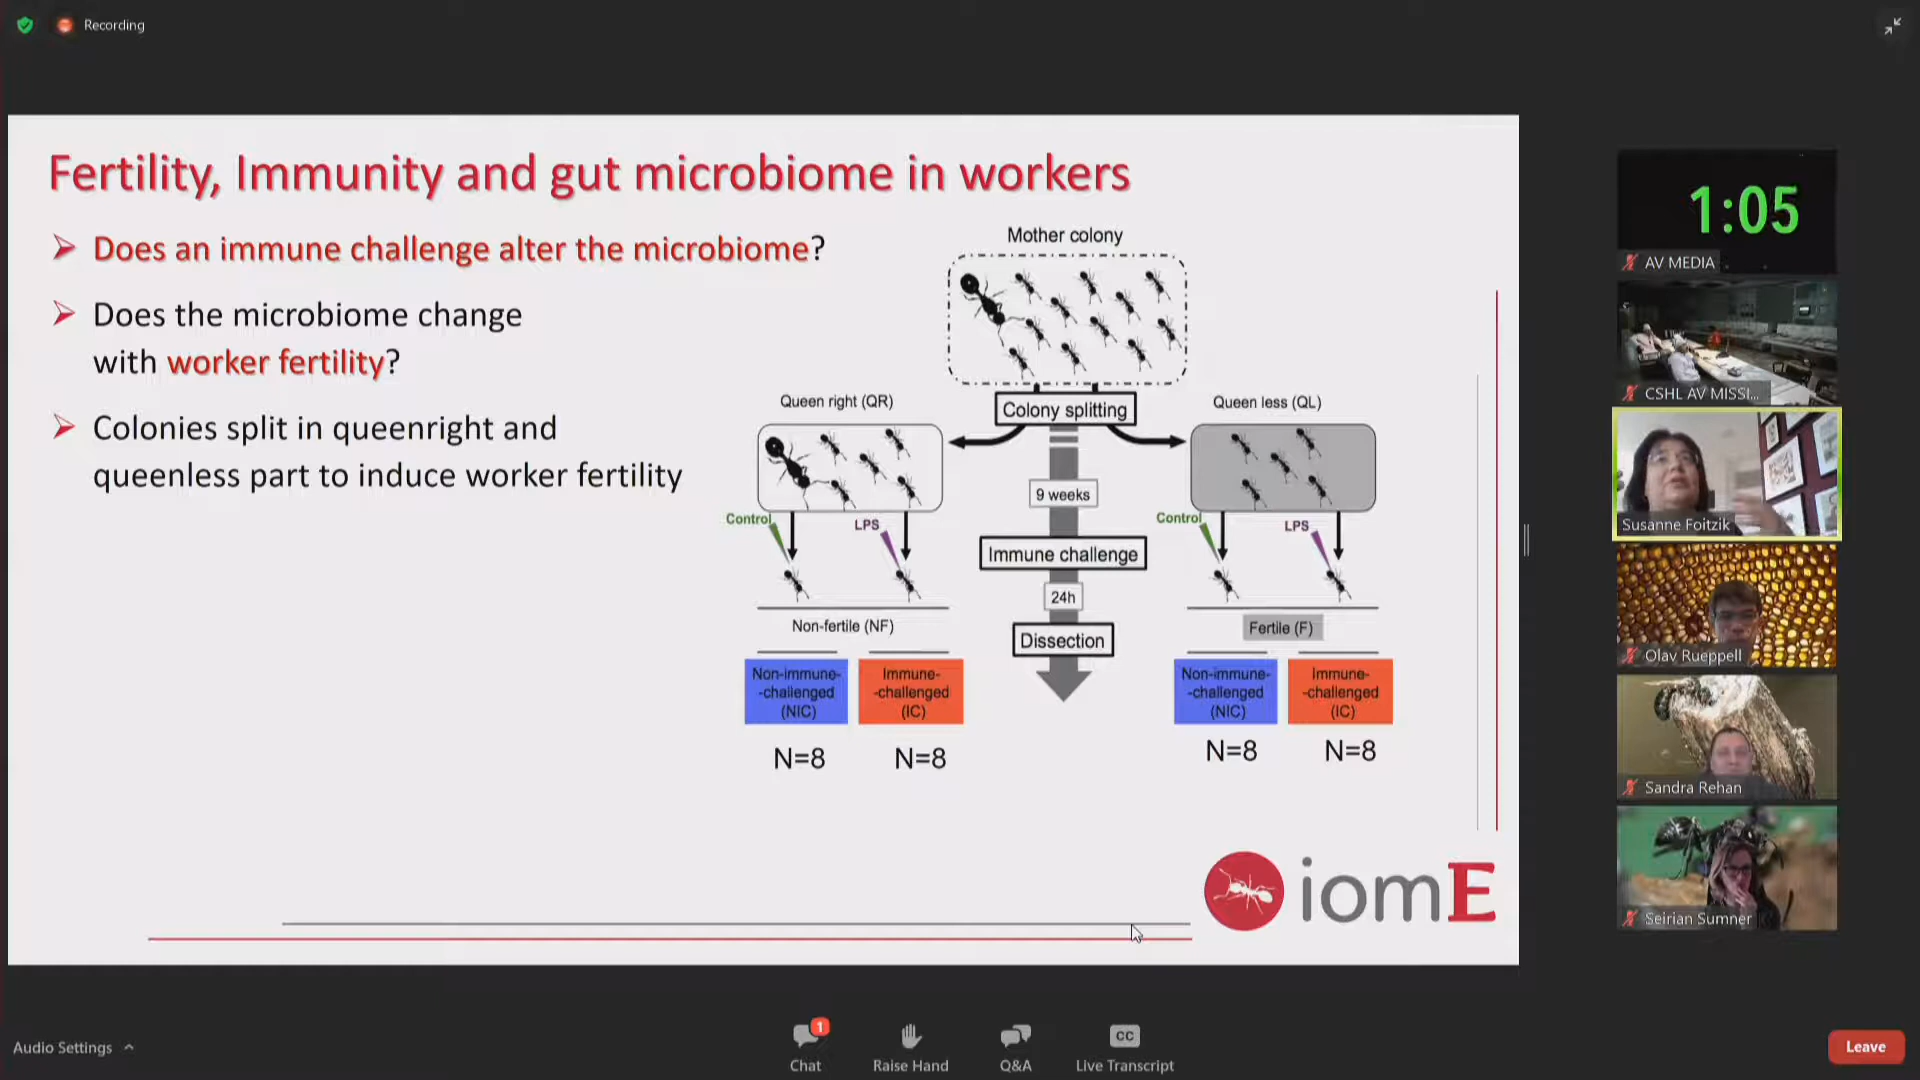 Recording
Fertility, Immunity and gut microbiome in workers
Does an immune challenge alter the microbiome?
Does the microbiome change
with worker fertility?
Colonies split in queenright and
queenless part to induce worker fertility
Mother colony
Colony splitting
Queen right (QR)
Queen less (QL)
9 weeks
Control
LPS
Control
LPS
Immune challenge
24h
Non-fertile (NF)
Dissection
Fertile (F)
Non-immune-
-challenged
(NIC)
Immune-
-challenged
(IC)
Non-immune-
-challenged
(NIC)
Immune-
-challenged
(IC)
N=8
N=8
N=8
N=8
iomE
1:05
AV MEDIA
CSHL AV MISSI...
Susanne Foitzik
Olav Rueppell
Sandra Rehan
Seirian Sumner
Audio Settings
1
Chat
Raise Hand
Q&A
CC
Live Transcript
Leave